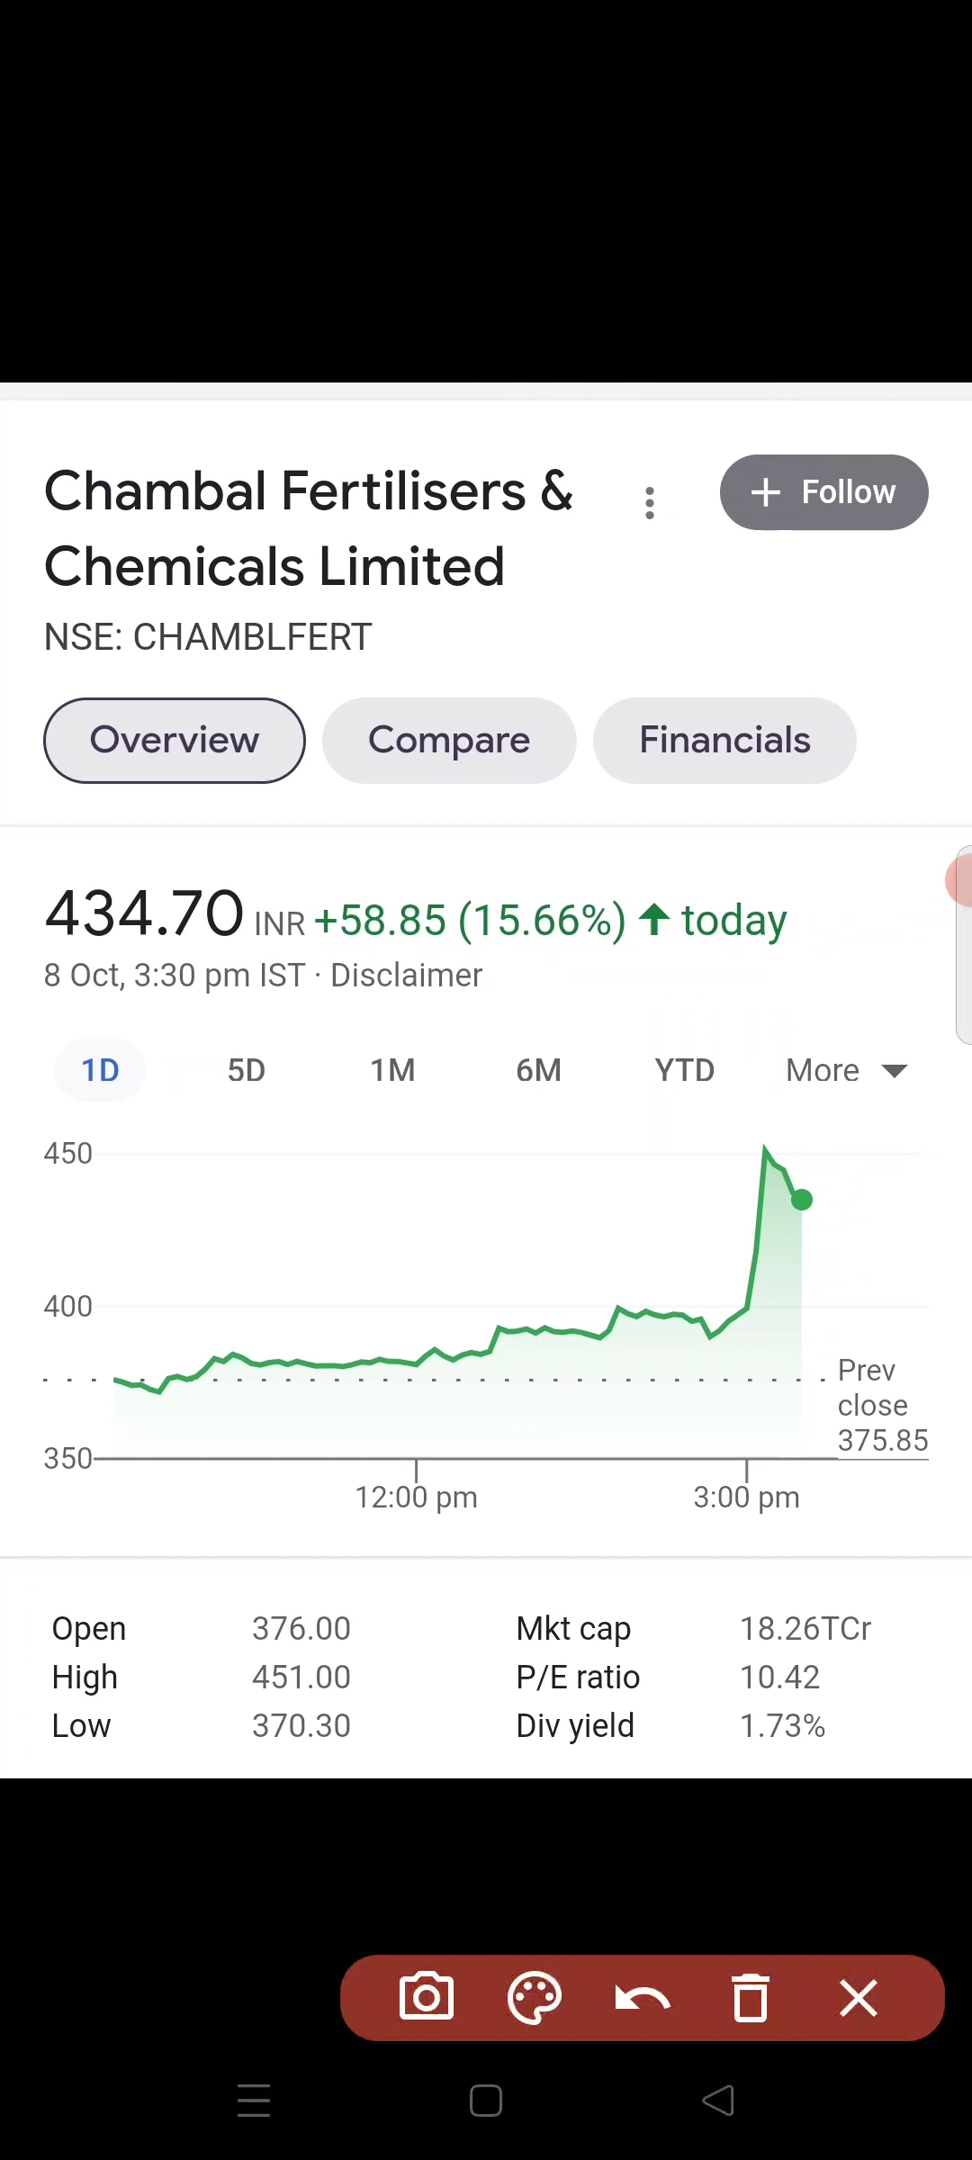 Chambal Fertilisers &
Chemicals Limited
+ Follow
NSE: CHAMBLFERT
Overview Compare Financials
434.70 INR +58.85 (15.66%) ↑ today
8 Oct, 3:30 pm IST · Disclaimer
1D 5D 1M 6M YTD More
450
400
350
Prev
close
375.85
12:00 pm 3:00 pm
Open 376.00 Mkt cap 18.26TCr
High 451.00 P/E ratio 10.42
Low 370.30 Div yield 1.73%